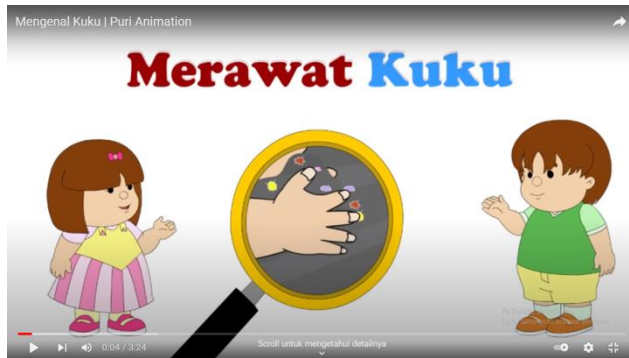 Mengenal Kuku | Puri Animation
Merawat Kuku
0:04 / 3:24
Scroll untuk mengetahui detailnya